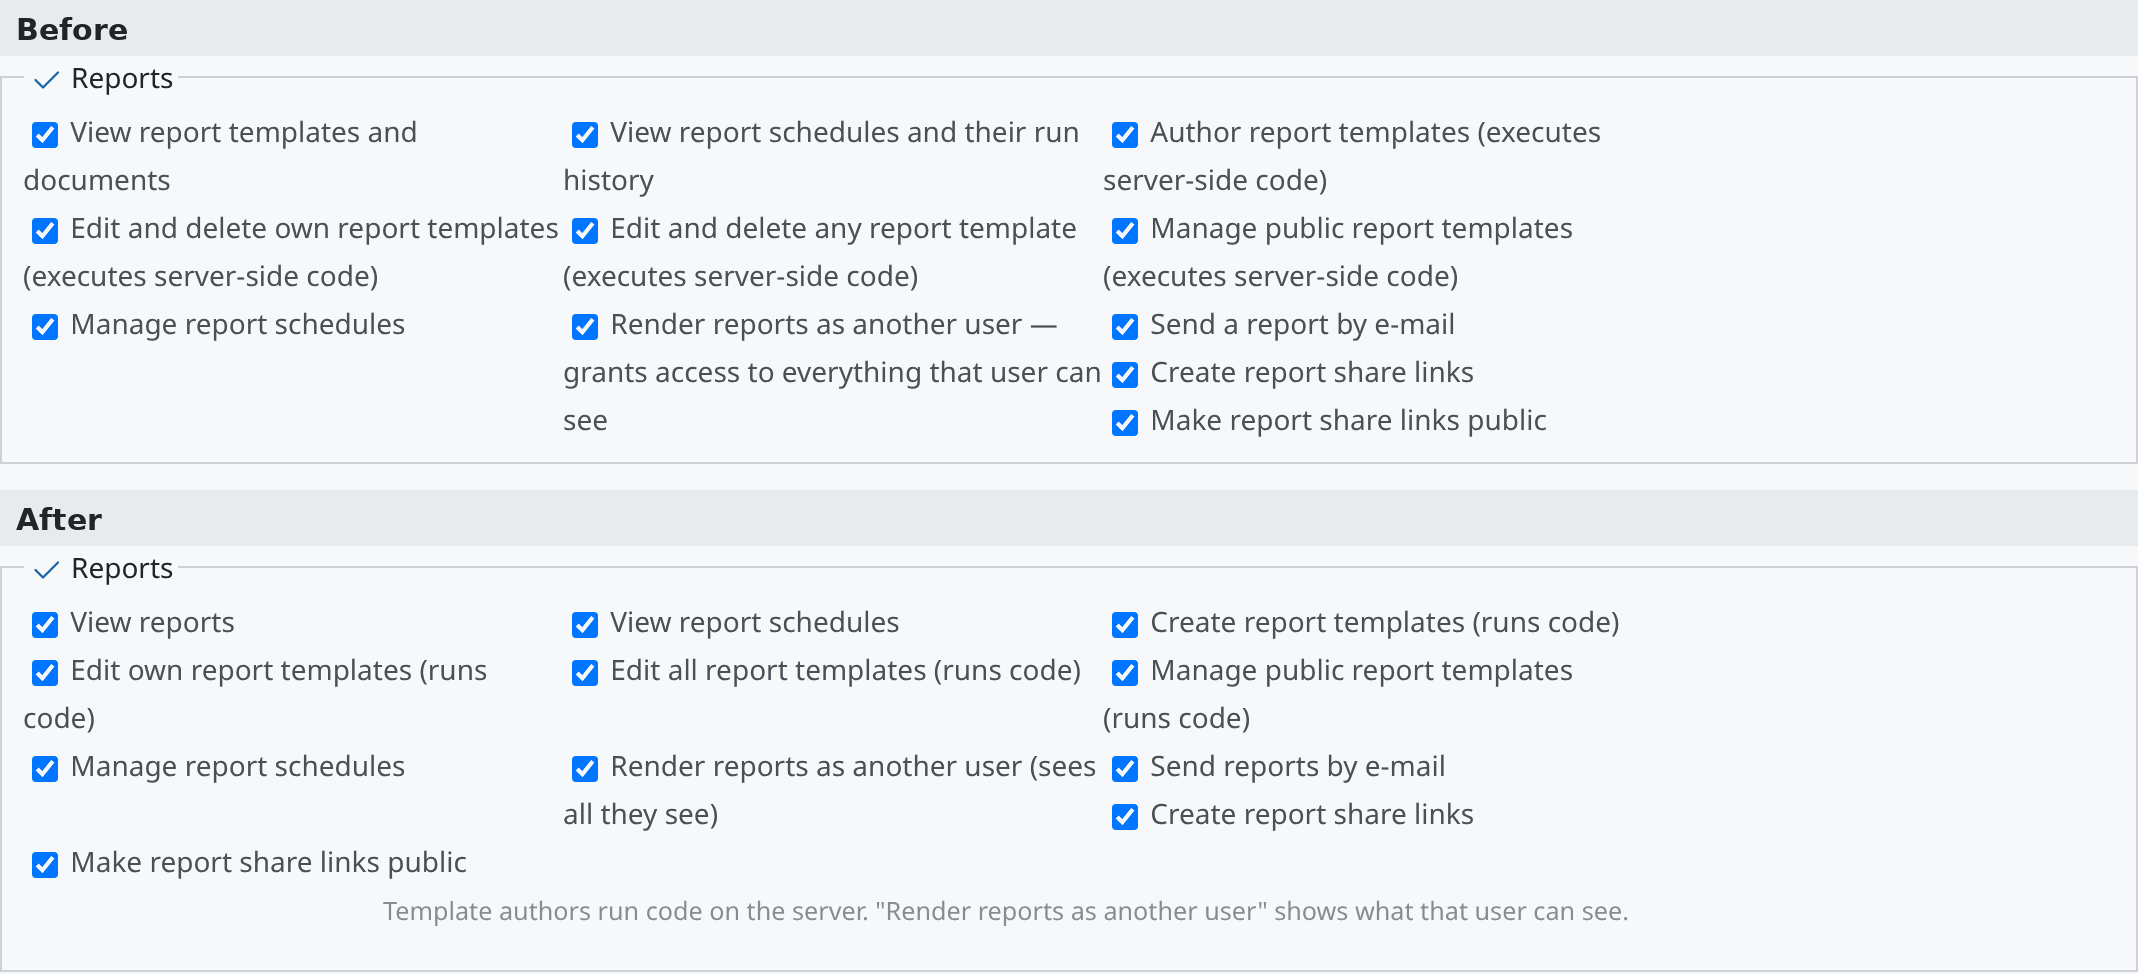 Before
Reports
View report templates and
documents
View report schedules and their run
history
Author report templates (executes
server-side code)
Edit and delete own report templates
(executes server-side code)
Edit and delete any report template
(executes server-side code)
Manage public report templates
(executes server-side code)
Manage report schedules
Render reports as another user —
grants access to everything that user can
see
Send a report by e-mail
Create report share links
Make report share links public
After
Reports
View reports
View report schedules
Create report templates (runs code)
Edit own report templates (runs
code)
Edit all report templates (runs code)
Manage public report templates
(runs code)
Manage report schedules
Render reports as another user (sees
all they see)
Send reports by e-mail
Create report share links
Make report share links public
Template authors run code on the server. "Render reports as another user" shows what that user can see.